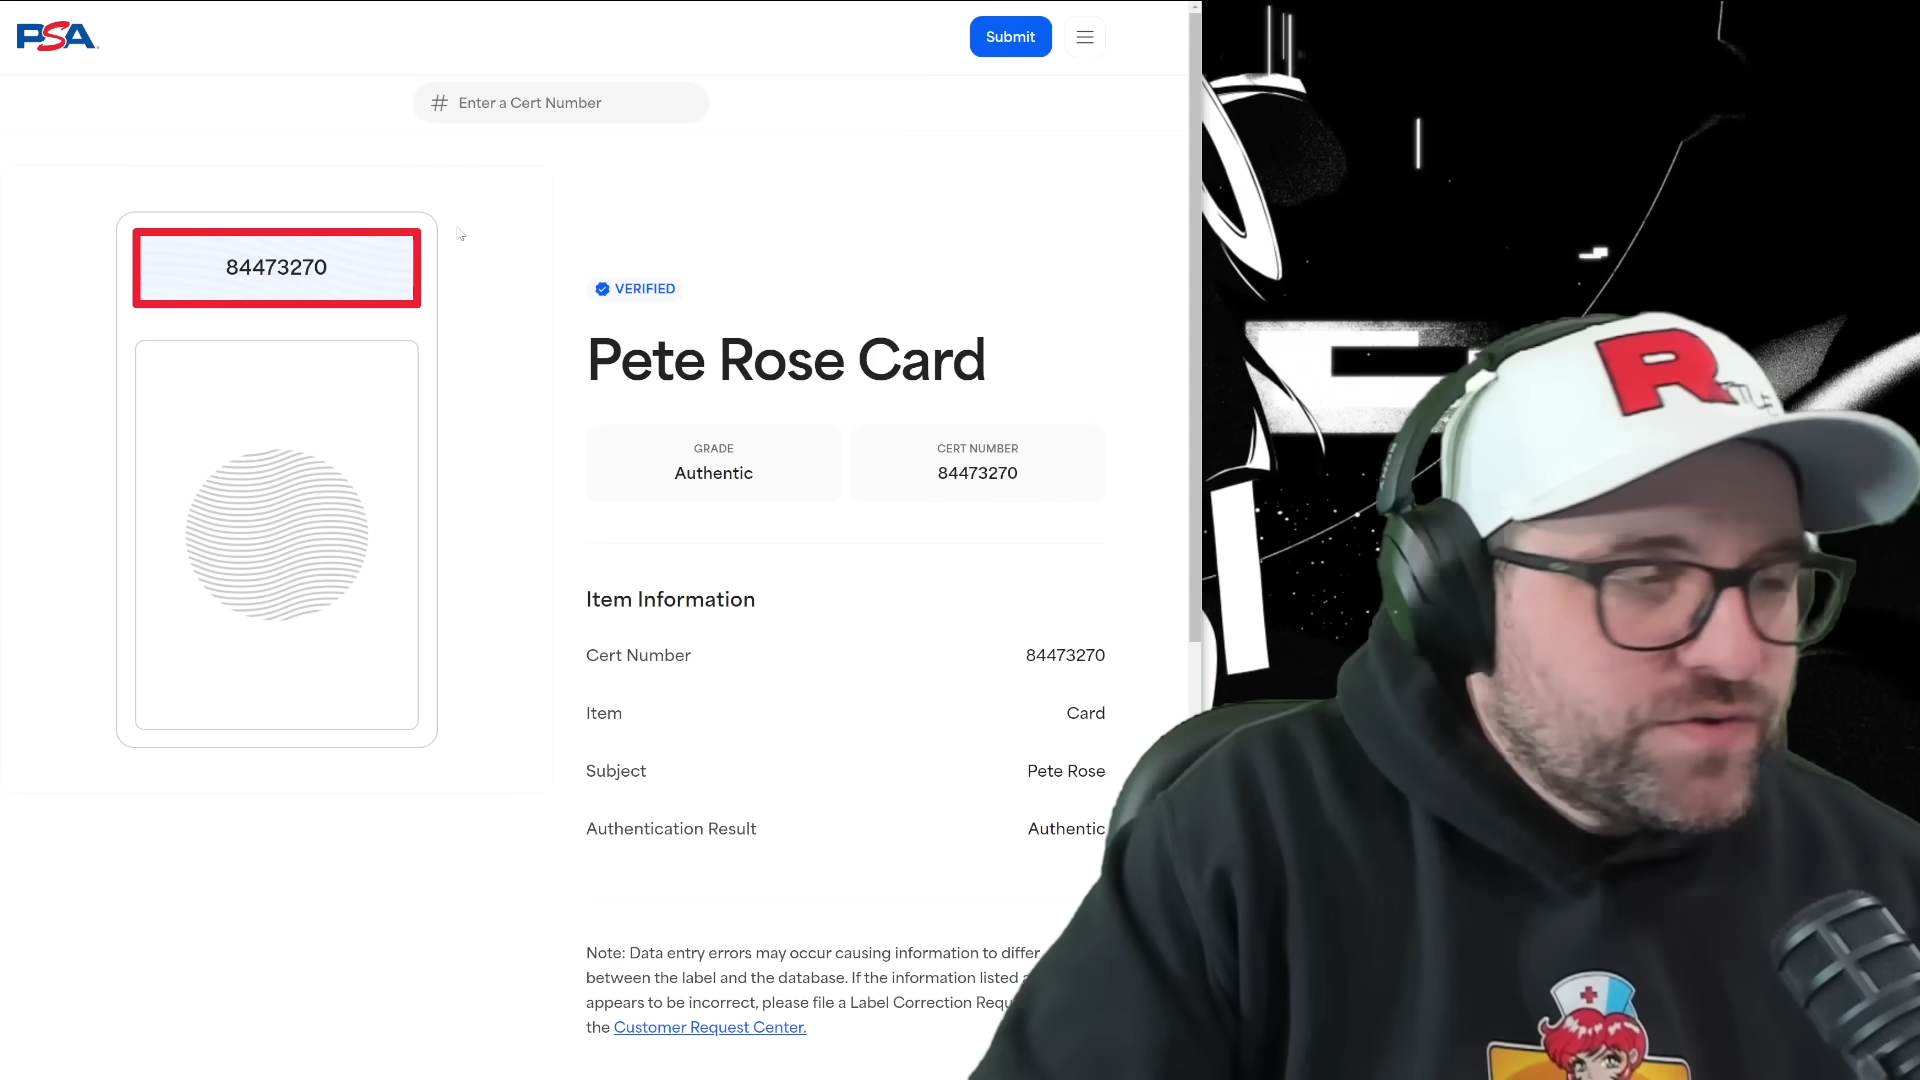 PSA
Submit
# Enter a Cert Number
84473270
VERIFIED
Pete Rose Card
GRADE
Authentic
CERT NUMBER
84473270
Item Information
Cert Number
84473270
Item
Card
Subject
Pete Rose
Authentication Result
Authentic
Note: Data entry errors may occur causing information to differ
between the label and the database. If the information listed
appears to be incorrect, please file a Label Correction
the Customer Request Center.
R